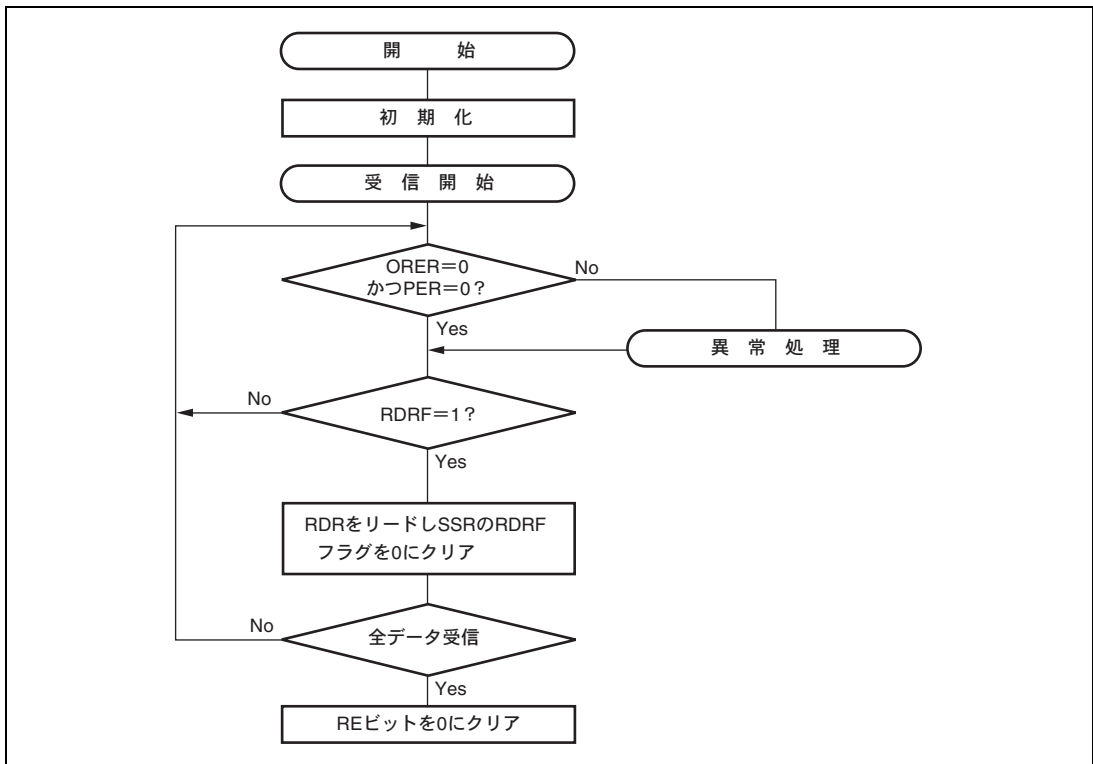 開 始
初 期 化
受 信 開 始
ORER=0
かつPER=0?
No
Yes
異 常 処 理
No
RDRF=1?
Yes
RDRをリードしSSRのRDRF
フラグを0にクリア
No
全データ受信
Yes
REビットを0にクリア